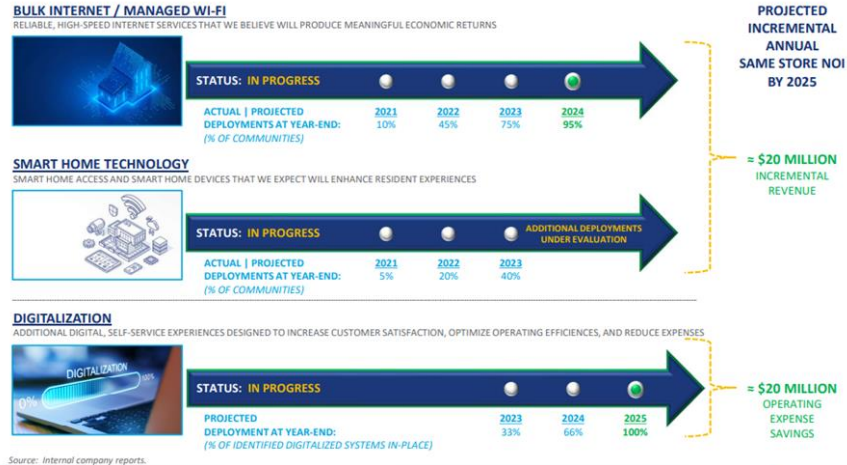 BULK INTERNET / MANAGED WI-FI
RELIABLE, HIGH-SPEED INTERNET SERVICES THAT WE BELIEVE WILL PRODUCE MEANINGFUL ECONOMIC RETURNS
STATUS: IN PROGRESS
ACTUAL | PROJECTED 2021 2022 2023 2024
DEPLOYMENTS AT YEAR-END: 10% 45% 75% 95%
(% OF COMMUNITIES)
SMART HOME TECHNOLOGY
SMART HOME ACCESS AND SMART HOME DEVICES THAT WE EXPECT WILL ENHANCE RESIDENT EXPERIENCES
STATUS: IN PROGRESS
ADDITIONAL DEPLOYMENTS
UNDER EVALUATION
ACTUAL | PROJECTED 2021 2022 2023
DEPLOYMENTS AT YEAR-END: 5% 20% 40%
(% OF COMMUNITIES)
DIGITALIZATION
ADDITIONAL DIGITAL, SELF-SERVICE EXPERIENCES DESIGNED TO INCREASE CUSTOMER SATISFACTION, OPTIMIZE OPERATING EFFICIENCES, AND REDUCE EXPENSES
DIGITALIZATION
0% 100%
STATUS: IN PROGRESS
PROJECTED 2023 2024 2025
DEPLOYMENT AT YEAR-END: 33% 66% 100%
(% OF IDENTIFIED DIGITALIZED SYSTEMS IN-PLACE)
PROJECTED
INCREMENTAL
ANNUAL
SAME STORE NOI
BY 2025
≈ $20 MILLION
INCREMENTAL
REVENUE
≈ $20 MILLION
OPERATING
EXPENSE
SAVINGS
Source: Internal company reports.